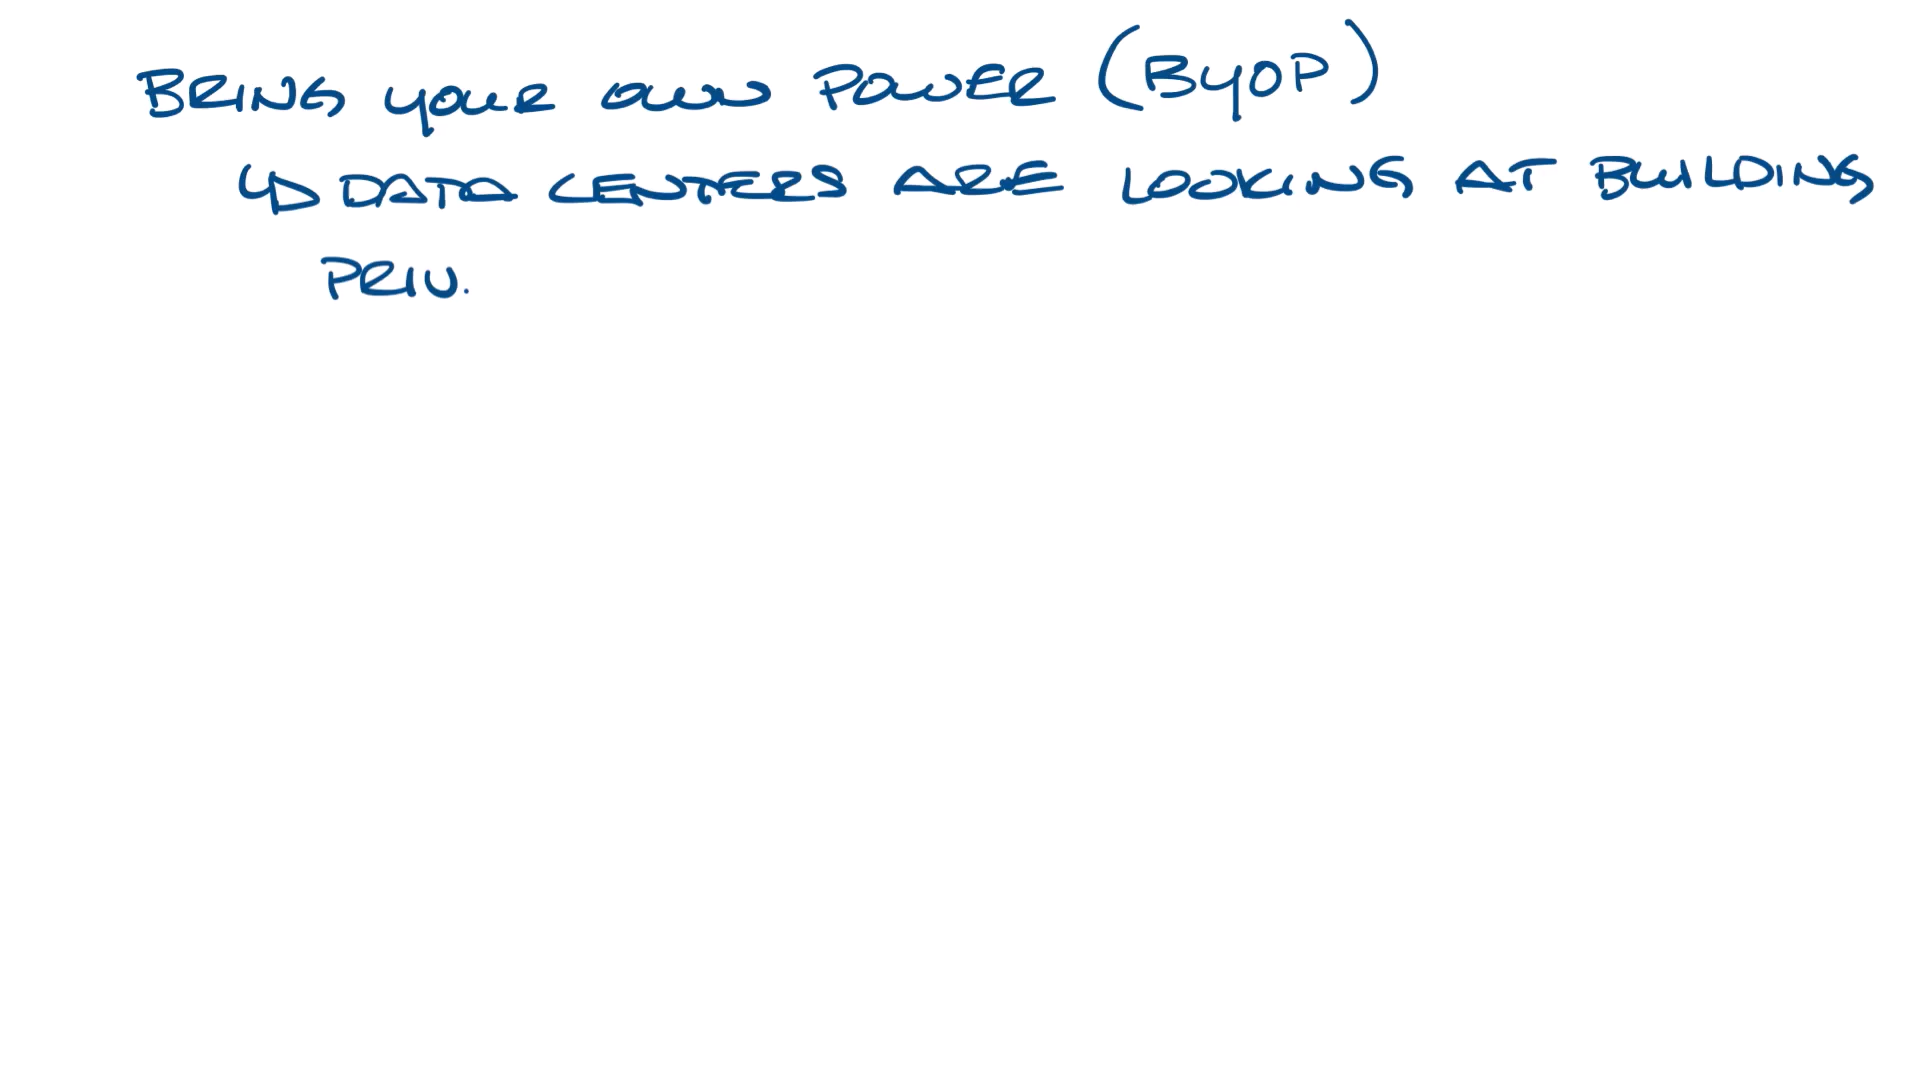 BRING YOUR OWN POWER (BYOP)
↳ DATA CENTERS ARE LOOKING AT BUILDING
PRIV.